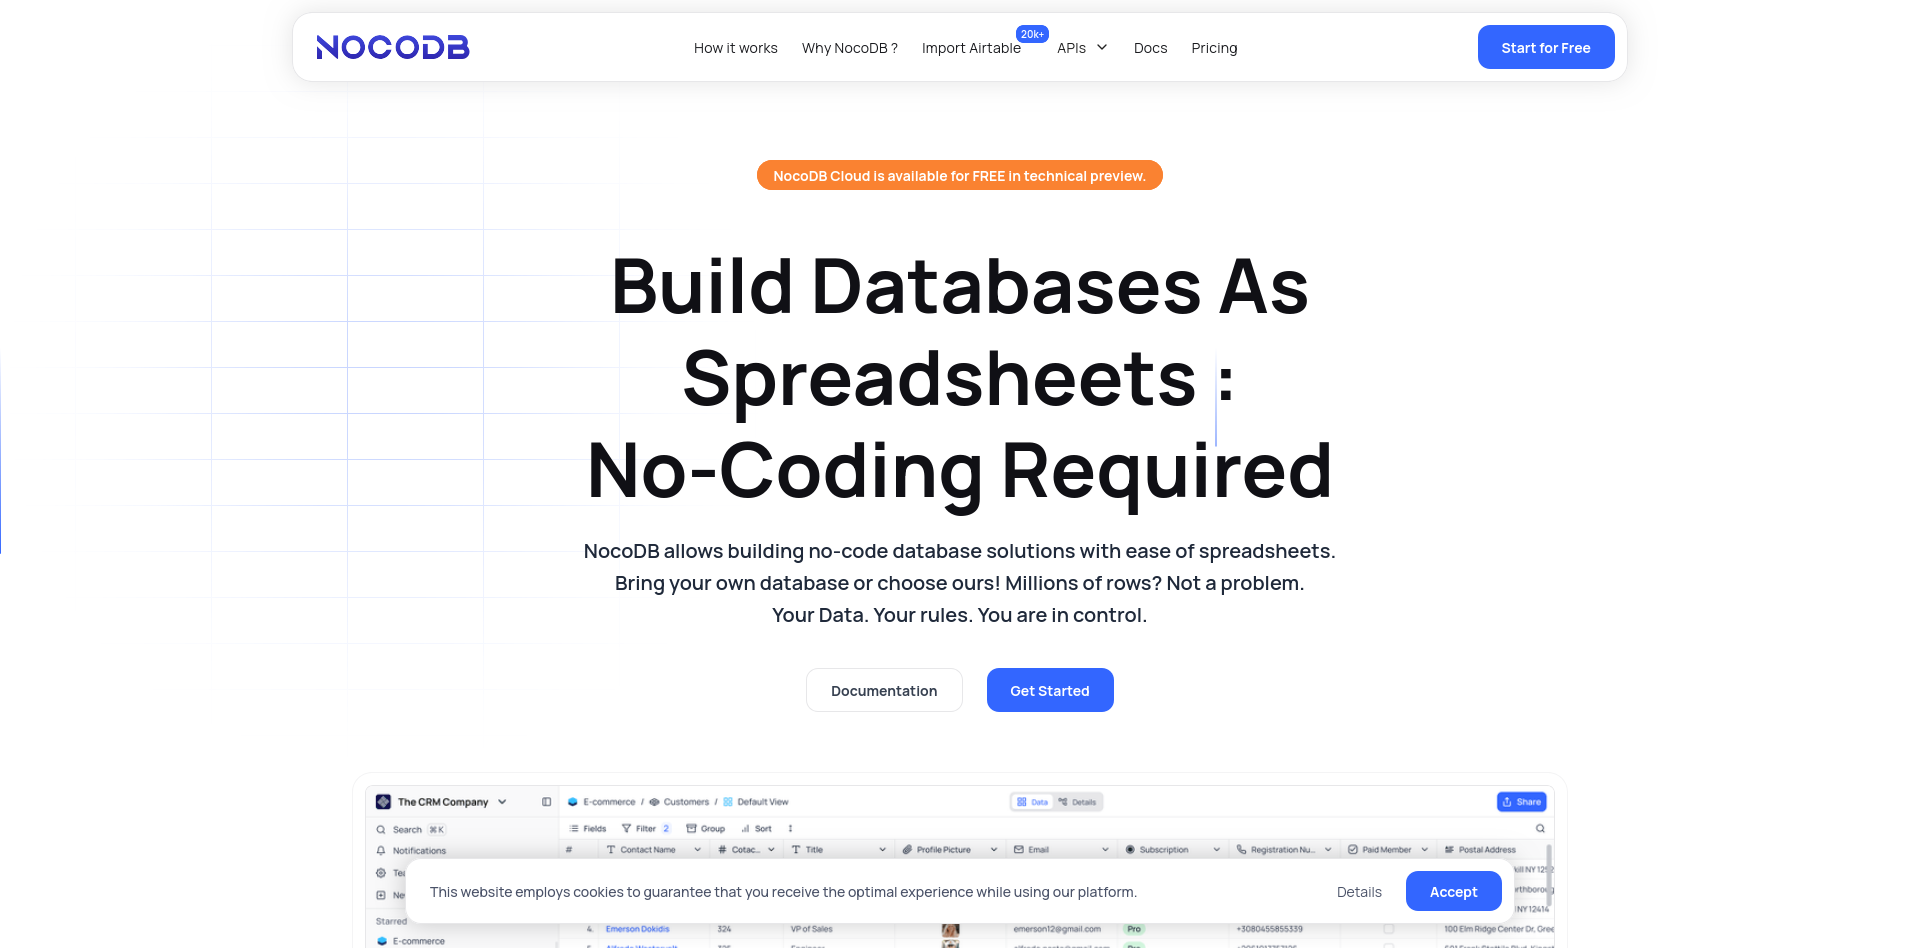 NOCODB
How it works
Why NocoDB ?
Import Airtable
20k+
APIs
Docs
Pricing
Start for Free
NocoDB Cloud is available for FREE in technical preview.
Build Databases As
Spreadsheets :
No-Coding Required
NocoDB allows building no-code database solutions with ease of spreadsheets.
Bring your own database or choose ours! Millions of rows? Not a problem.
Your Data. Your rules. You are in control.
Documentation
Get Started
The CRM Company
E-commerce / Customers / Default View
Data
Details
Share
Search ⌘ K
Fields
Filter 2
Group
Sort
Notifications
#
Contact Name
Cotac...
Title
Profile Picture
Email
Subscription
Registration Nu...
Paid Member
Postal Address
This website employs cookies to guarantee that you receive the optimal experience while using our platform.
Details
Accept
NY 12414
Starred
4. Emerson Dokidis 324 VP of Sales emerson12@gmail.com Pro +3080455855339 100 Elm Ridge Center Dr, Gree
E-commerce